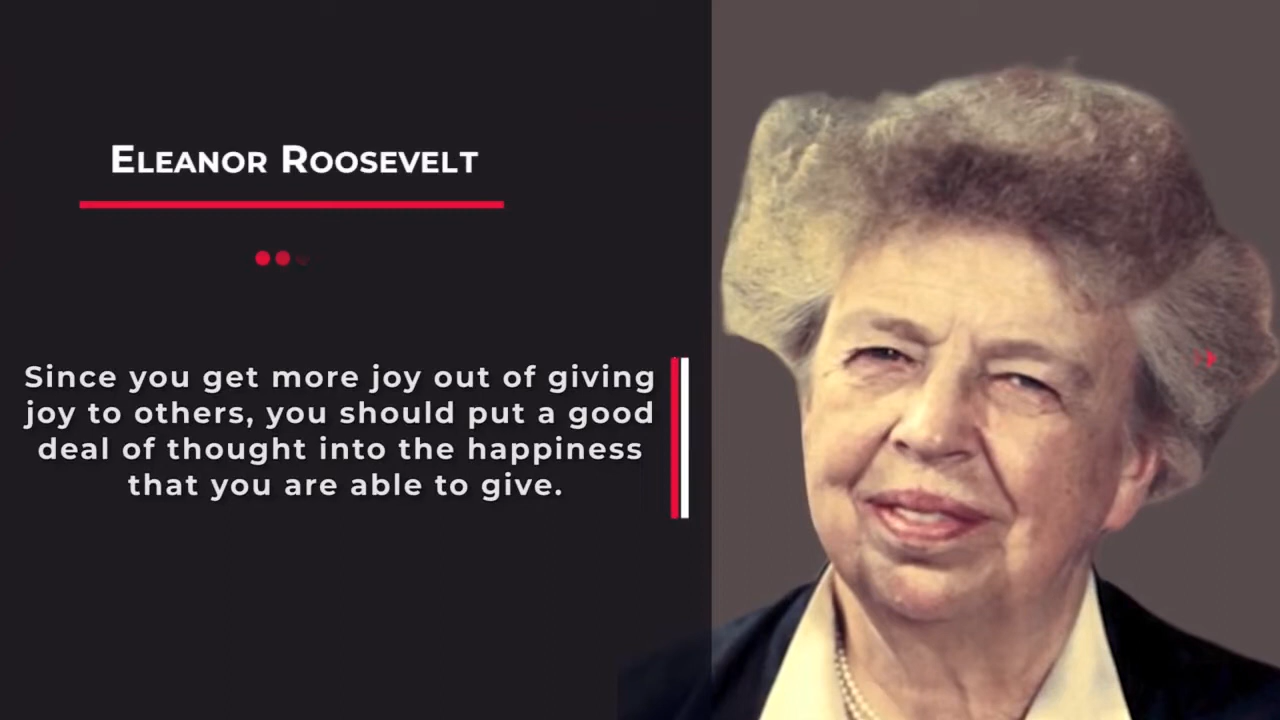 Eleanor Roosevelt
Since you get more joy out of giving
joy to others, you should put a good
deal of thought into the happiness
that you are able to give.